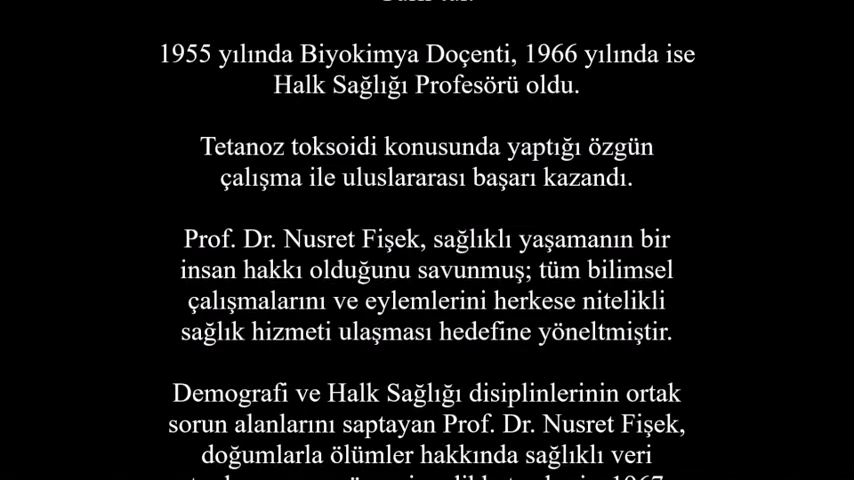 1955 yılında Biyokimya Doçenti, 1966 yılında ise
Halk Sağlığı Profesörü oldu.
Tetanoz toksoidi konusunda yaptığı özgün
çalışma ile uluslararası başarı kazandı.
Prof. Dr. Nusret Fişek, sağlıklı yaşamanın bir
insan hakkı olduğunu savunmuş; tüm bilimsel
çalışmalarını ve eylemlerini herkese nitelikli
sağlık hizmeti ulaşması hedefine yöneltmiştir.
Demografi ve Halk Sağlığı disiplinlerinin ortak
sorun alanlarını saptayan Prof. Dr. Nusret Fişek,
doğumlarla ölümler hakkında sağlıklı veri
1967